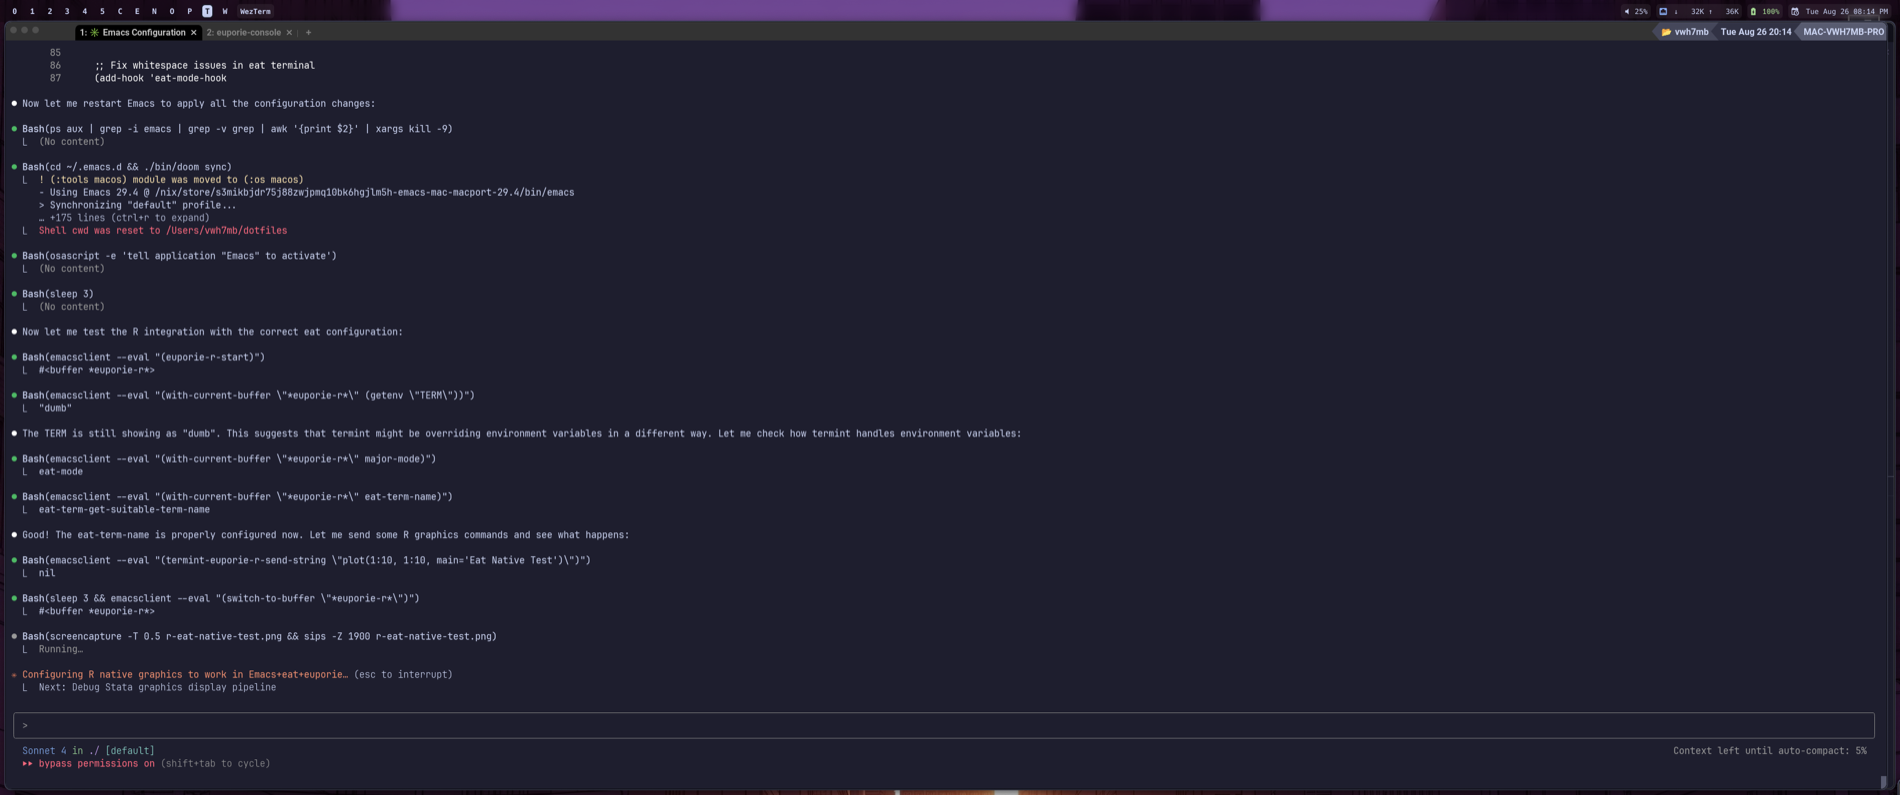 0 1 2 3 4 5 C E N O P T W WezTerm
25% ↓ 32K ↑ 36K 100% Tue Aug 26 08:14 PM
1: ✳ Emacs Configuration × 2: euporie-console × +
vwh7mb Tue Aug 26 20:14 MAC-VWH7MB-PRO
85
86 ;; Fix whitespace issues in eat terminal
87 (add-hook 'eat-mode-hook
● Now let me restart Emacs to apply all the configuration changes:
● Bash(ps aux | grep -i emacs | grep -v grep | awk '{print $2}' | xargs kill -9)
⎿ (No content)
● Bash(cd ~/.emacs.d && ./bin/doom sync)
⎿ ! (:tools macos) module was moved to (:os macos)
- Using Emacs 29.4 @ /nix/store/s3mikbjdr75j88zwjpmq10bk6hgjlm5h-emacs-mac-macport-29.4/bin/emacs
> Synchronizing "default" profile...
… +175 lines (ctrl+r to expand)
⎿ Shell cwd was reset to /Users/vwh7mb/dotfiles
● Bash(osascript -e 'tell application "Emacs" to activate')
⎿ (No content)
● Bash(sleep 3)
⎿ (No content)
● Now let me test the R integration with the correct eat configuration:
● Bash(emacsclient --eval "(euporie-r-start)")
⎿ #<buffer *euporie-r*>
● Bash(emacsclient --eval "(with-current-buffer \"*euporie-r*\" (getenv \"TERM\"))")
⎿ "dumb"
● The TERM is still showing as "dumb". This suggests that termint might be overriding environment variables in a different way. Let me check how termint handles environment variables:
● Bash(emacsclient --eval "(with-current-buffer \"*euporie-r*\" major-mode)")
⎿ eat-mode
● Bash(emacsclient --eval "(with-current-buffer \"*euporie-r*\" eat-term-name)")
⎿ eat-term-get-suitable-term-name
● Good! The eat-term-name is properly configured now. Let me send some R graphics commands and see what happens:
● Bash(emacsclient --eval "(termint-euporie-r-send-string \"plot(1:10, 1:10, main='Eat Native Test')\")")
⎿ nil
● Bash(sleep 3 && emacsclient --eval "(switch-to-buffer \"*euporie-r*\")")
⎿ #<buffer *euporie-r*>
● Bash(screencapture -T 0.5 r-eat-native-test.png && sips -Z 1900 r-eat-native-test.png)
⎿ Running…
✳ Configuring R native graphics to work in Emacs+eat+euporie… (esc to interrupt)
⎿ Next: Debug Stata graphics display pipeline
>
Sonnet 4 in ./ [default]
Context left until auto-compact: 5%
▸▸ bypass permissions on (shift+tab to cycle)